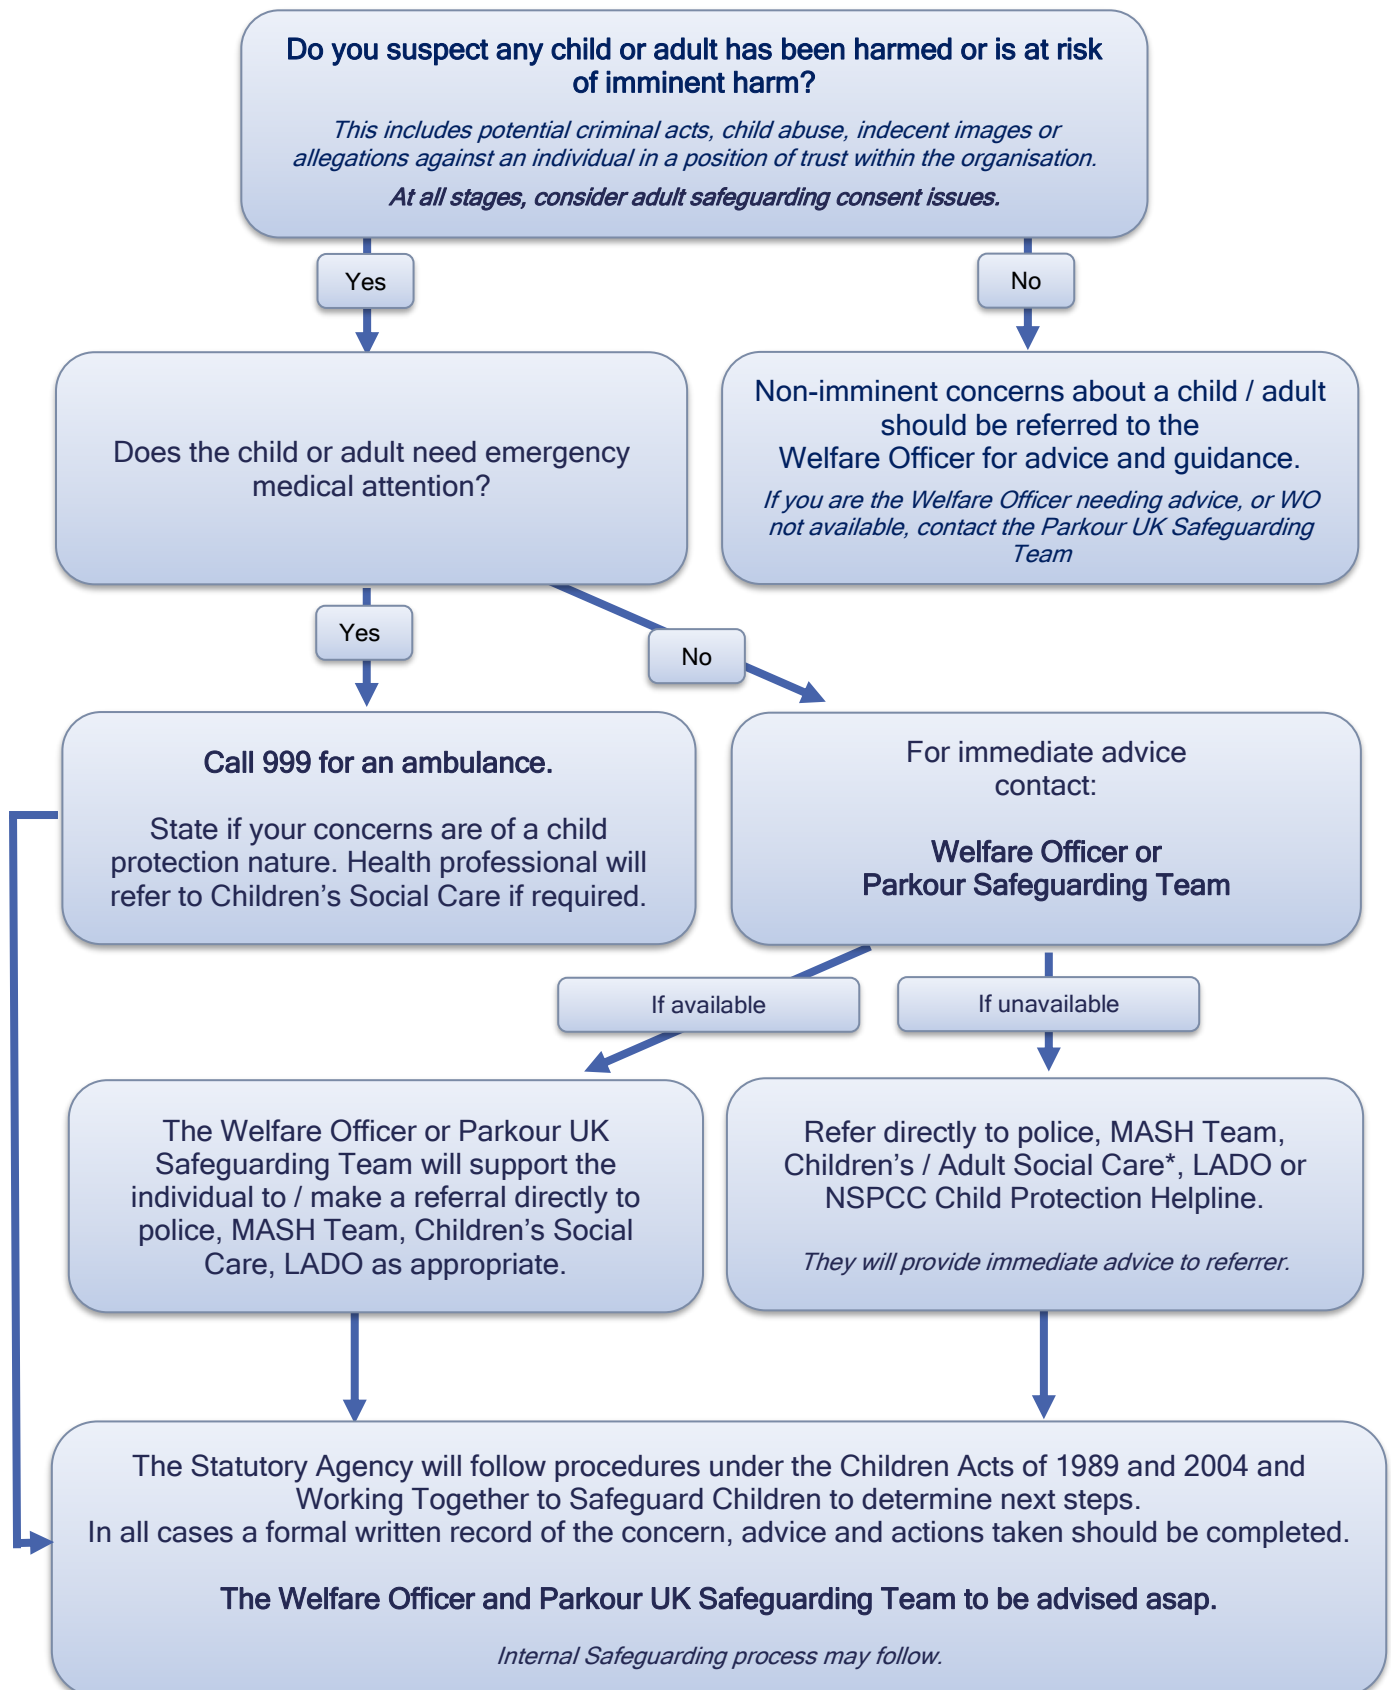 Do you suspect any child or adult has been harmed or is at risk
of imminent harm?
This includes potential criminal acts, child abuse, indecent images or
allegations against an individual in a position of trust within the organisation.
At all stages, consider adult safeguarding consent issues.
Yes
No
Does the child or adult need emergency
medical attention?
Non-imminent concerns about a child / adult
should be referred to the
Welfare Officer for advice and guidance.
If you are the Welfare Officer needing advice, or WO
not available, contact the Parkour UK Safeguarding
Team
Yes
No
Call 999 for an ambulance.
State if your concerns are of a child
protection nature. Health professional will
refer to Children’s Social Care if required.
For immediate advice
contact:
Welfare Officer or
Parkour Safeguarding Team
If available
If unavailable
The Welfare Officer or Parkour UK
Safeguarding Team will support the
individual to / make a referral directly to
police, MASH Team, Children’s Social
Care, LADO as appropriate.
Refer directly to police, MASH Team,
Children’s / Adult Social Care*, LADO or
NSPCC Child Protection Helpline.
They will provide immediate advice to referrer.
The Statutory Agency will follow procedures under the Children Acts of 1989 and 2004 and
Working Together to Safeguard Children to determine next steps.
In all cases a formal written record of the concern, advice and actions taken should be completed.
The Welfare Officer and Parkour UK Safeguarding Team to be advised asap.
Internal Safeguarding process may follow.